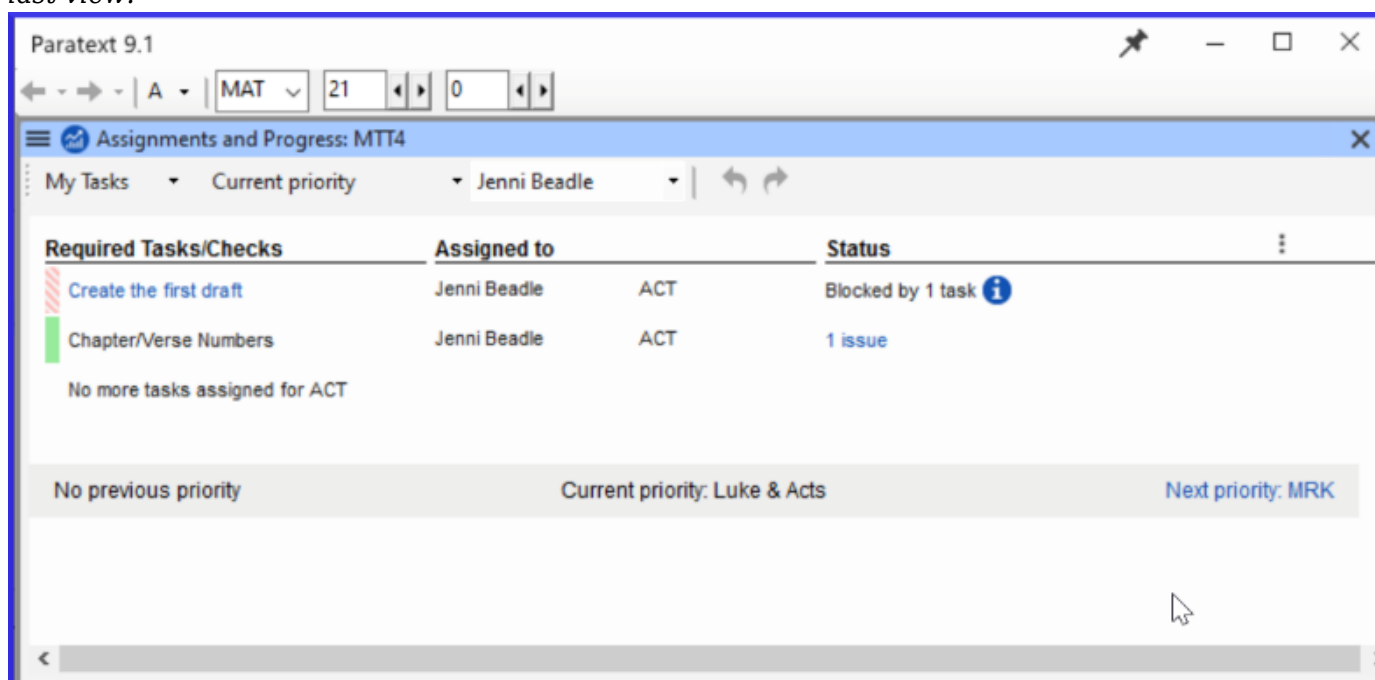 Paratext 9.1
A MAT 21 0
Assignments and Progress: MTT4
My Tasks Current priority Jenni Beadle
Required Tasks/Checks Assigned to Status
Create the first draft Jenni Beadle ACT Blocked by 1 task
Chapter/Verse Numbers Jenni Beadle ACT 1 issue
No more tasks assigned for ACT
No previous priority Current priority: Luke & Acts Next priority: MRK